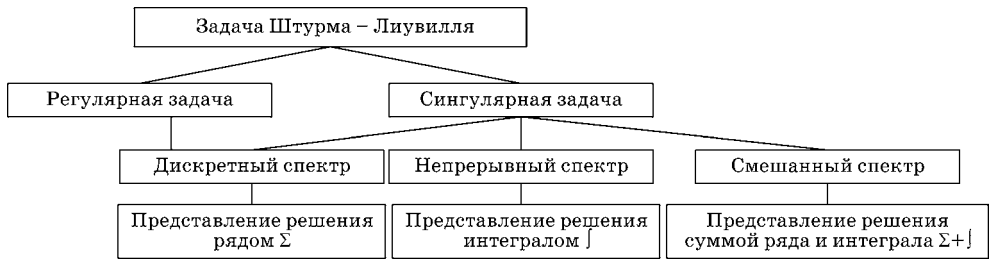 Задача Штурма – Лиувилля
Регулярная задача
Сингулярная задача
Дискретный спектр
Непрерывный спектр
Смешанный спектр
Представление решения
рядом Σ
Представление решения
интегралом ∫
Представление решения
суммой ряда и интеграла Σ+∫